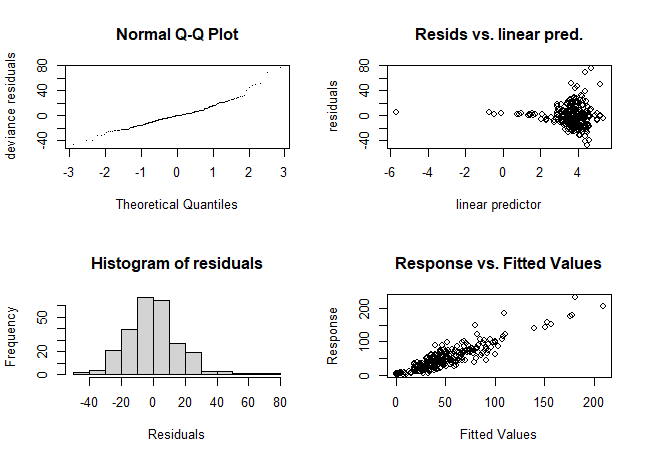 Normal Q-Q Plot
deviance residuals
80
40
0
-40
-3 -2 -1 0 1 2 3
Theoretical Quantiles
Resids vs. linear pred.
residuals
80
40
0
-40
-6 -4 -2 0 2 4
linear predictor
Histogram of residuals
Frequency
50
20
0
-40 -20 0 20 40 60 80
Residuals
Response vs. Fitted Values
Response
200
100
0
0 50 100 150 200
Fitted Values